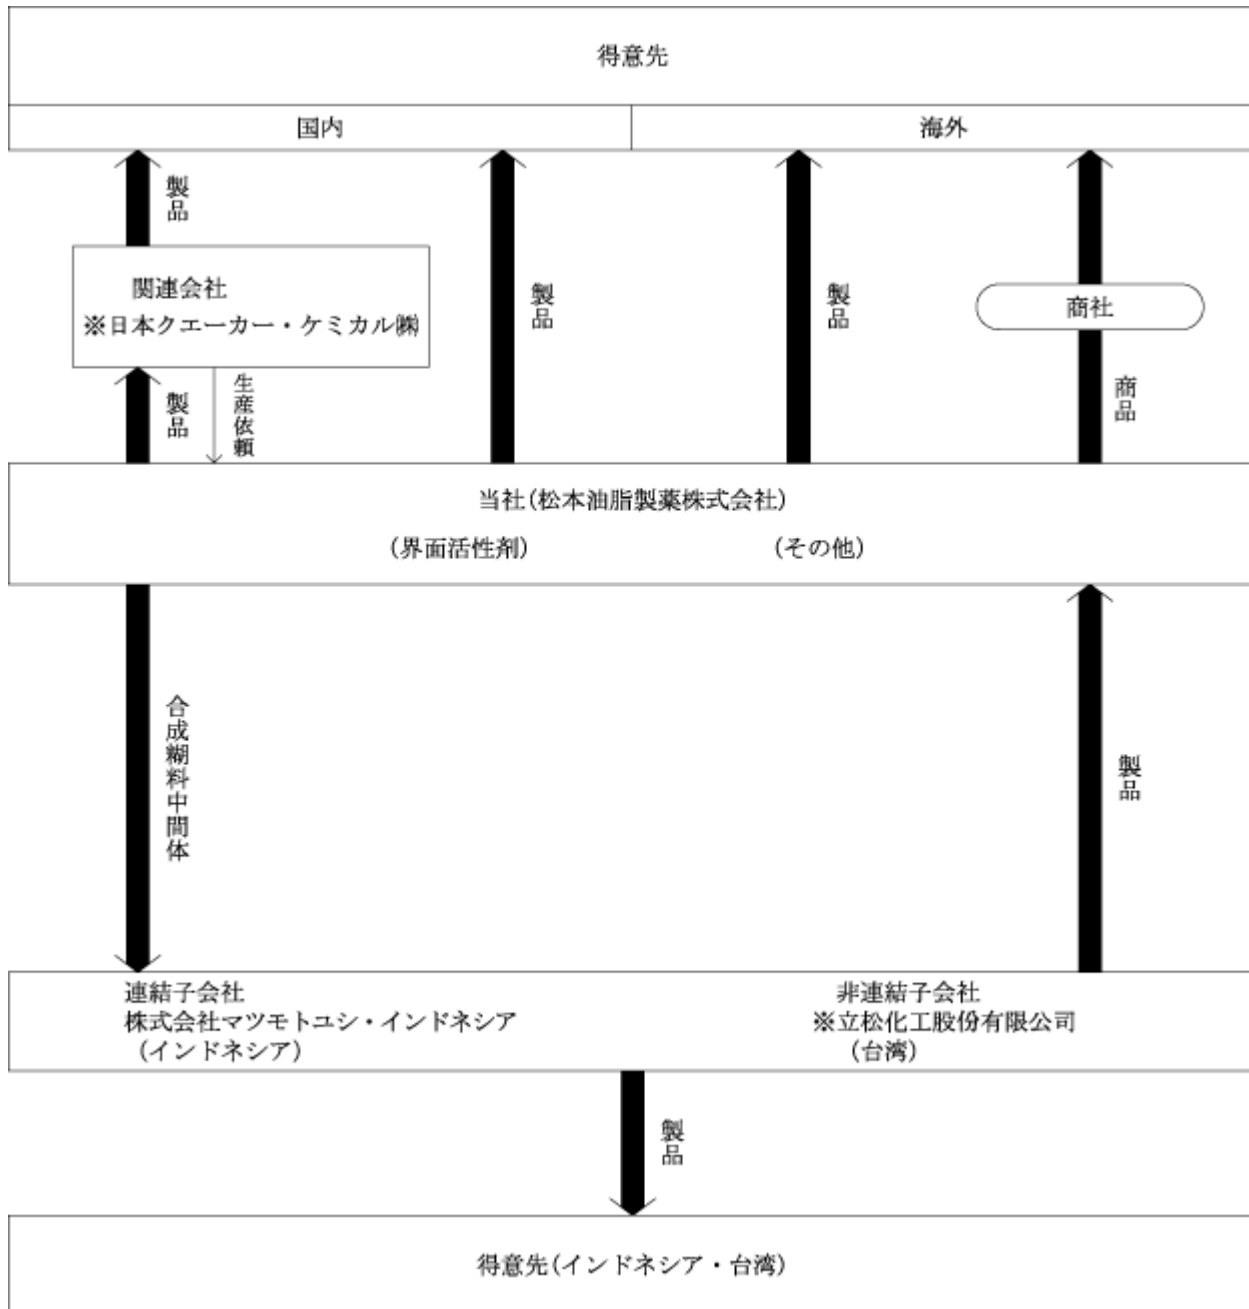 得意先
国内
海外
製品
関連会社
※日本クエーカー・ケミカル㈱
製品
製品
商社
製品
生産依頼
商品
当社(松本油脂製薬株式会社)
(界面活性剤)
(その他)
合成糊料中間体
製品
連結子会社
株式会社マツモトユシ・インドネシア
(インドネシア)
非連結子会社
※立松化工股份有限公司
(台湾)
製品
得意先(インドネシア・台湾)